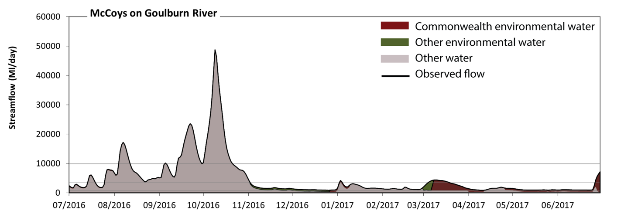 McCoys on Goulburn River
Commonwealth environmental water
Other environmental water
Other water
Observed flow
Streamflow (Ml/day)
60000
50000
40000
30000
20000
10000
0
07/2016 08/2016 09/2016 10/2016 11/2016 12/2016 01/2017 02/2017 03/2017 04/2017 05/2017 06/2017